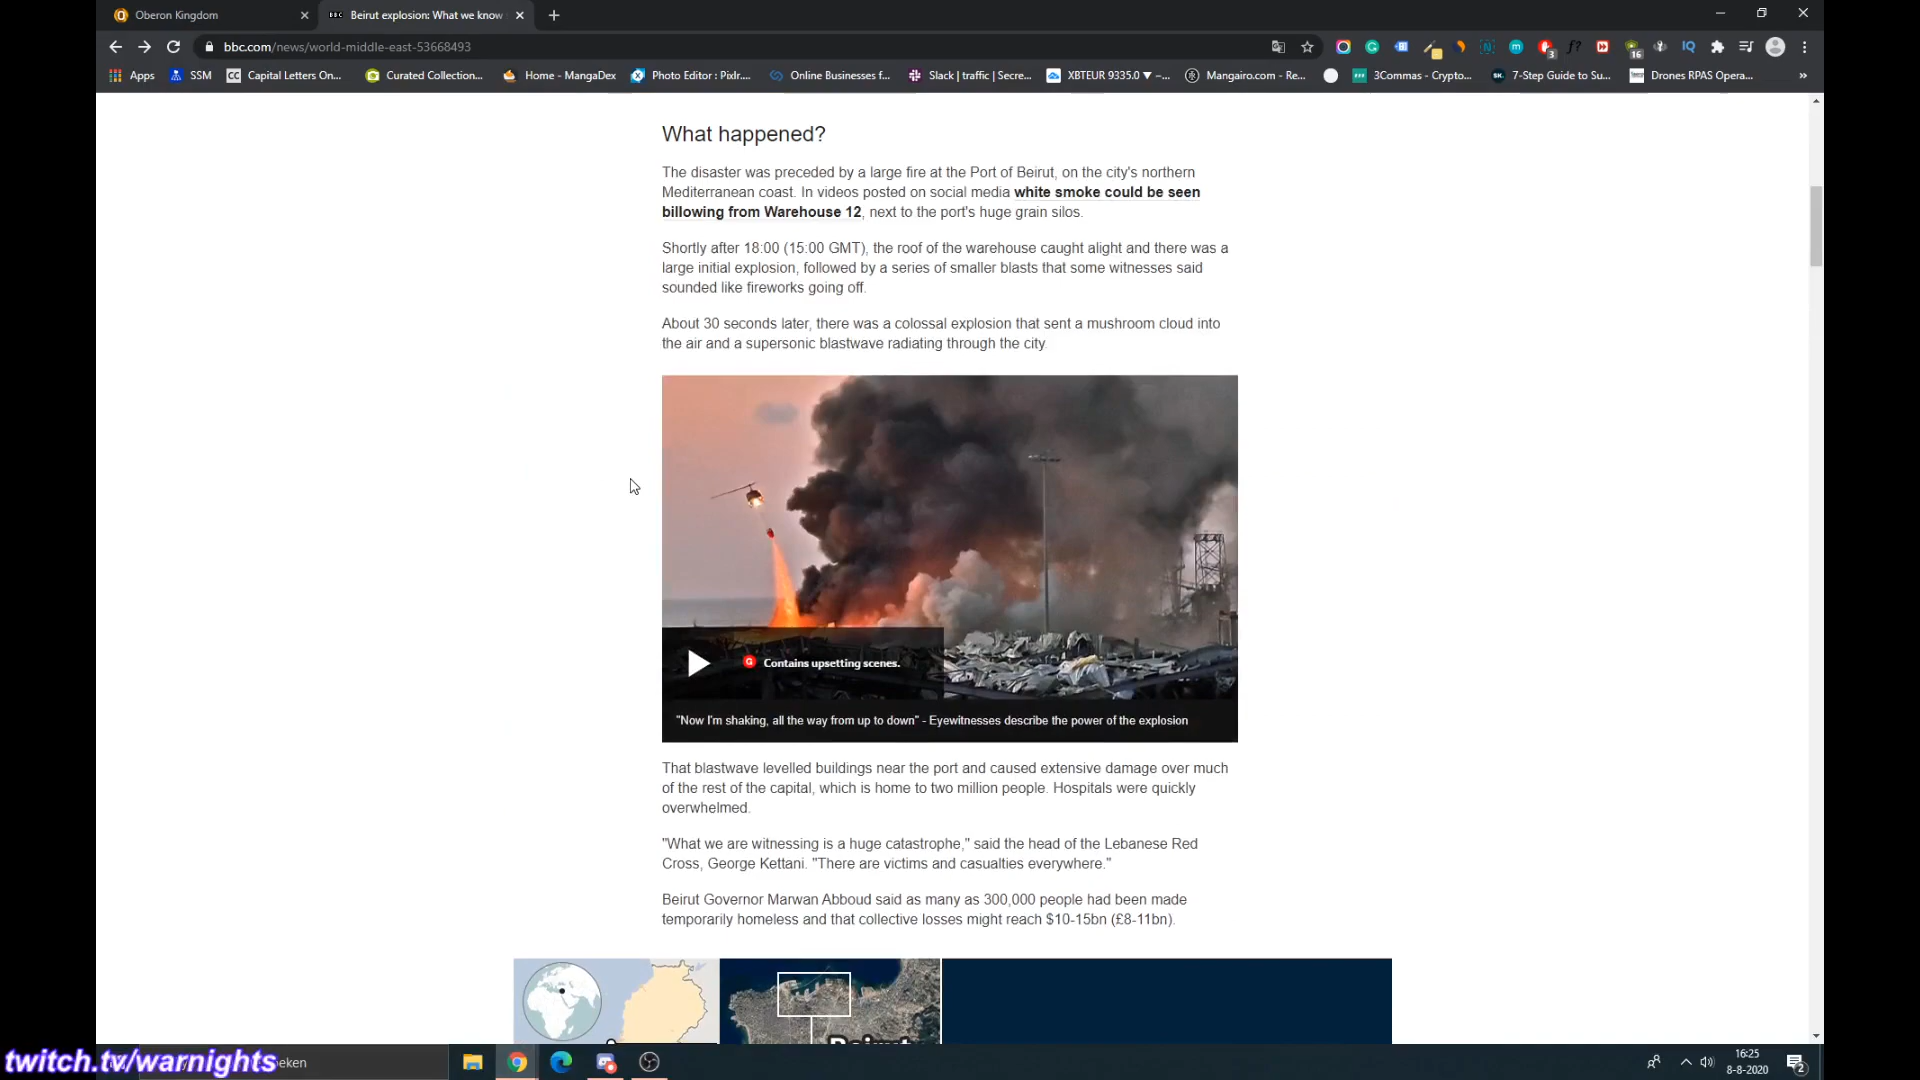 Oberon Kingdom
BBC Beirut explosion: What we know
bbc.com/news/world-middle-east-53668493
Apps SSM CC Capital Letters On... Curated Collection... Home - MangaDex Photo Editor : Pixlr... Online Businesses f... Slack | traffic | Secre... XBTEUR 9335.0 ▼ –... Mangairo.com - Re... 3Commas - Crypto... SK. 7-Step Guide to Su... Drones RPAS Opera... »
What happened?
The disaster was preceded by a large fire at the Port of Beirut, on the city's northern
Mediterranean coast. In videos posted on social media white smoke could be seen
billowing from Warehouse 12, next to the port's huge grain silos.
Shortly after 18:00 (15:00 GMT), the roof of the warehouse caught alight and there was a
large initial explosion, followed by a series of smaller blasts that some witnesses said
sounded like fireworks going off.
About 30 seconds later, there was a colossal explosion that sent a mushroom cloud into
the air and a supersonic blastwave radiating through the city.
G Contains upsetting scenes.
"Now I'm shaking, all the way from up to down" - Eyewitnesses describe the power of the explosion
That blastwave levelled buildings near the port and caused extensive damage over much
of the rest of the capital, which is home to two million people. Hospitals were quickly
overwhelmed.
"What we are witnessing is a huge catastrophe," said the head of the Lebanese Red
Cross, George Kettani. "There are victims and casualties everywhere."
Beirut Governor Marwan Abboud said as many as 300,000 people had been made
temporarily homeless and that collective losses might reach $10-15bn (£8-11bn).
Beirut
twitch.tv/warnights
eken
16:25
8-8-2020
2